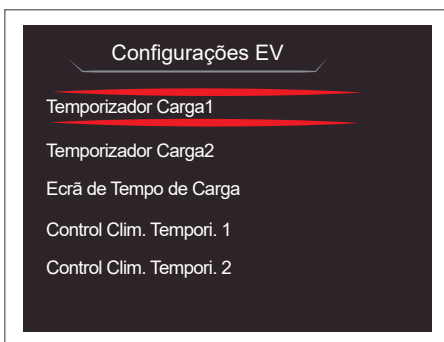 Configurações EV
Temporizador Carga1
Temporizador Carga2
Ecrã de Tempo de Carga
Control Clim. Tempori. 1
Control Clim. Tempori. 2